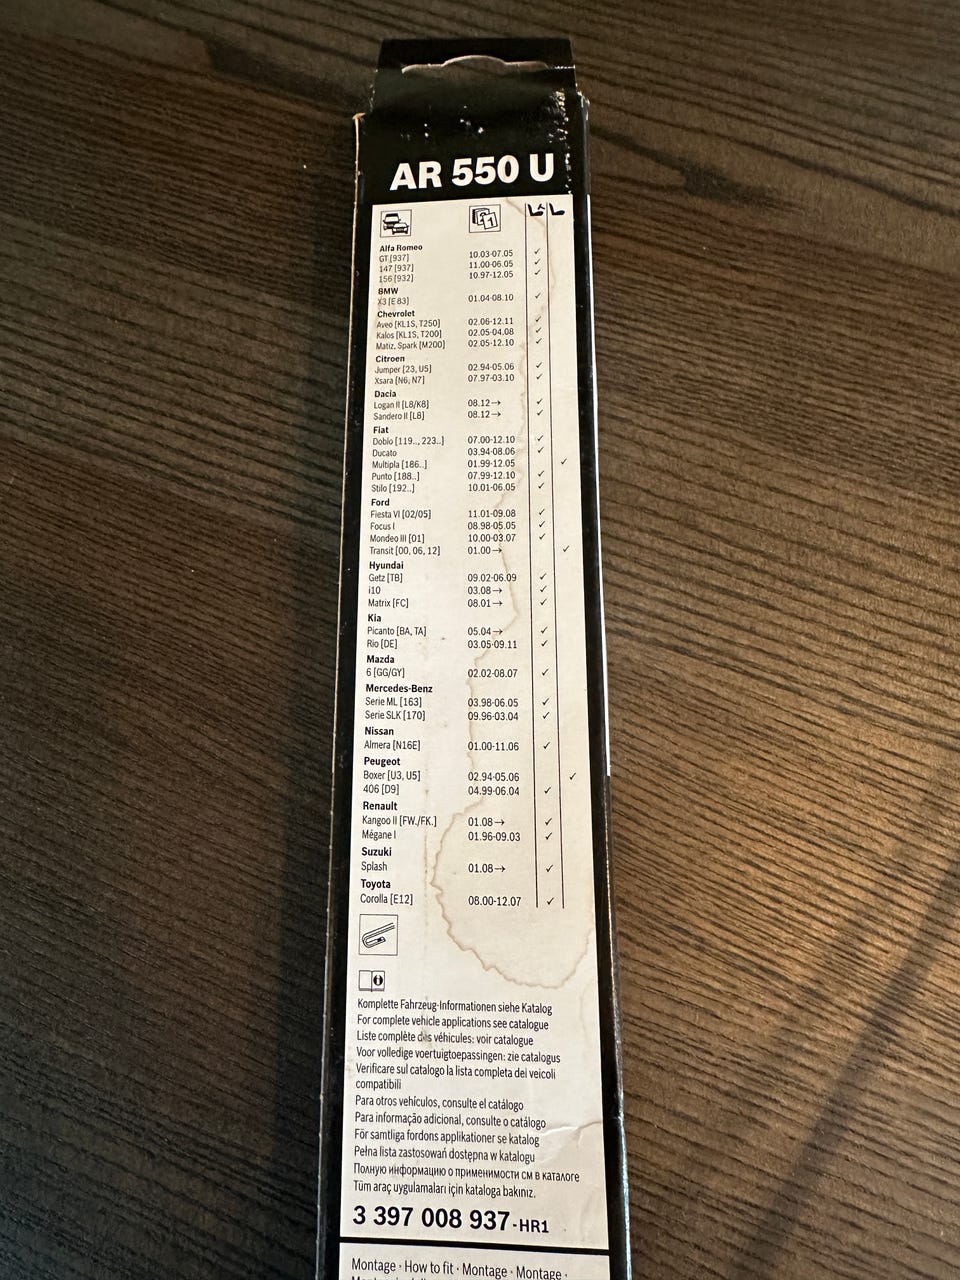 AR 550 U
Alfa Romeo
GT [937] 10.03-07.05 ✓
147 [937] 11.00-06.05 ✓
156 [932] 10.97-12.05 ✓
BMW
X3 [E 83] 01.04-08.10 ✓
Chevrolet
Aveo [KL1S, T250] 02.06-12.11 ✓
Kalos [KL1S, T200] 02.05-04.08 ✓
Matiz, Spark [M200] 02.05-12.10 ✓
Citroen
Jumper [23, U5] 02.94-05.06 ✓
Xsara [N6, N7] 07.97-03.10 ✓
Dacia
Logan II [L8/K8] 08.12→ ✓
Sandero II [L8] 08.12→ ✓
Fiat
Doblo [119.., 223..] 07.00-12.10 ✓
Ducato 03.94-08.06 ✓
Multipla [186..] 01.99-12.05 ✓
Punto [188..] 07.99-12.10 ✓
Stilo [192..] 10.01-06.05 ✓
Ford
Fiesta VI [02/05] 11.01-09.08 ✓
Focus I 08.98-05.05 ✓
Mondeo III [01] 10.00-03.07 ✓
Transit [00, 06, 12] 01.00→ ✓
Hyundai
Getz [TB] 09.02-06.09 ✓
i10 03.08→ ✓
Matrix [FC] 08.01→ ✓
Kia
Picanto [BA, TA] 05.04→ ✓
Rio [DE] 03.05-09.11 ✓
Mazda
6 [GG/GY] 02.02-08.07 ✓
Mercedes-Benz
Serie ML [163] 03.98-06.05 ✓
Serie SLK [170] 09.96-03.04 ✓
Nissan
Almera [N16E] 01.00-11.06 ✓
Peugeot
Boxer [U3, U5] 02.94-05.06 ✓
406 [D9] 04.99-06.04 ✓
Renault
Kangoo II [FW./FK.] 01.08→ ✓
Mégane I 01.96-09.03 ✓
Suzuki
Splash 01.08→ ✓
Toyota
Corolla [E12] 08.00-12.07 ✓
Komplette Fahrzeug-Informationen siehe Katalog
For complete vehicle applications see catalogue
Liste complète des véhicules: voir catalogue
Voor volledige voertuigtoepassingen: zie catalogus
Verificare sul catalogo la lista completa dei veicoli
compatibili
Para otros vehículos, consulte el catálogo
Para informação adicional, consulte o catálogo
För samtliga fordons applikationer se katalog
Pełna lista zastosowań dostępna w katalogu
Полную информацию о применимости см в каталоге
Tüm araç uygulamaları için kataloga bakınız.
3 397 008 937-HR1
Montage · How to fit · Montage · Montage ·